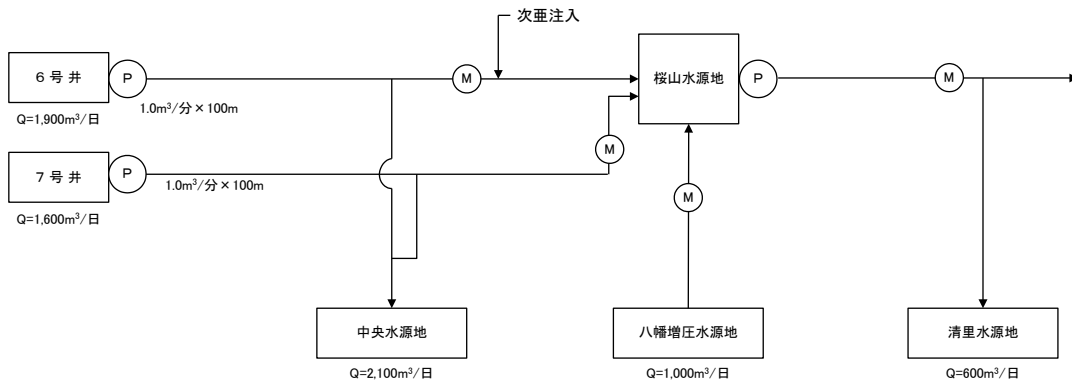 次亜注入
6号井
P
M
桜山水源地
P
M
1.0m³/分×100m
Q=1,900m³/日
M
7号井
P
1.0m³/分×100m
Q=1,600m³/日
M
中央水源地
八幡増圧水源地
清里水源地
Q=2,100m³/日
Q=1,000m³/日
Q=600m³/日